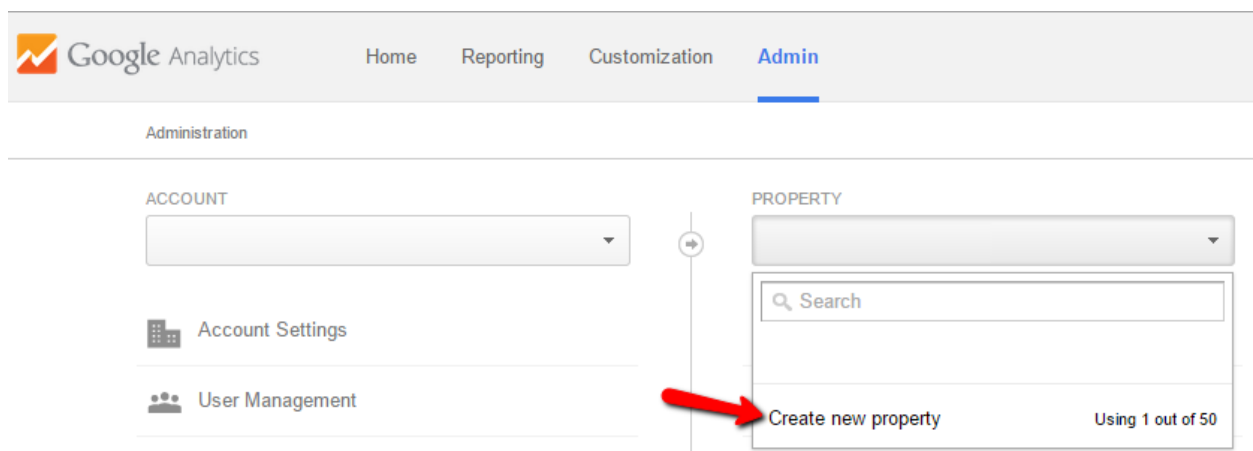 Google Analytics Home Reporting Customization Admin
Administration
ACCOUNT PROPERTY
Search
Account Settings
User Management
Create new property Using 1 out of 50